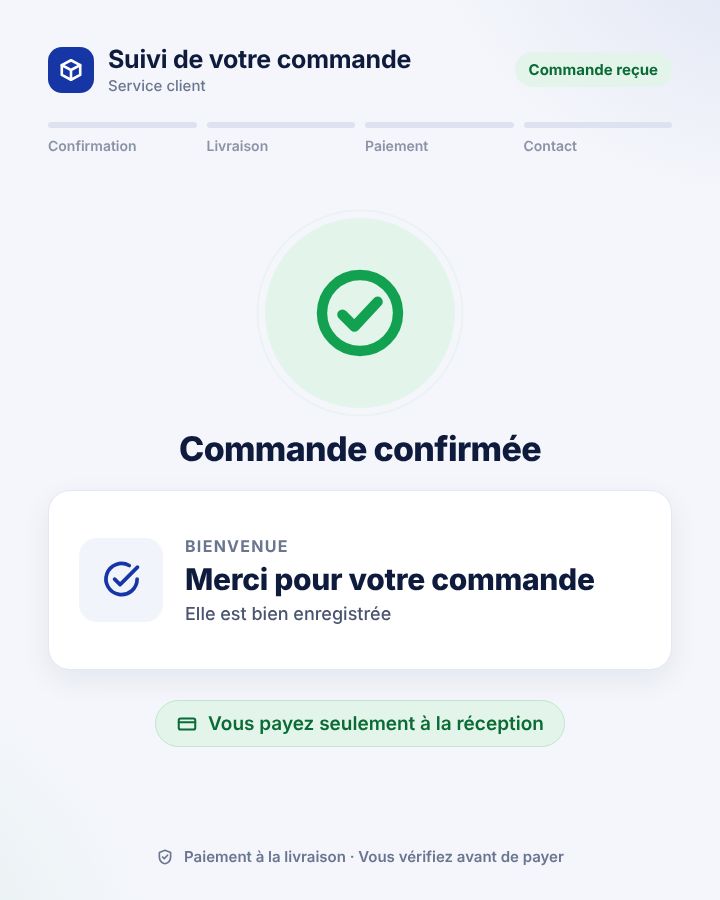 Suivi de votre commande
Service client
Commande reçue
Confirmation
Livraison
Paiement
Contact
Commande confirmée
BIENVENUE
Merci pour votre commande
Elle est bien enregistrée
Vous payez seulement à la réception
Paiement à la livraison · Vous vérifiez avant de payer